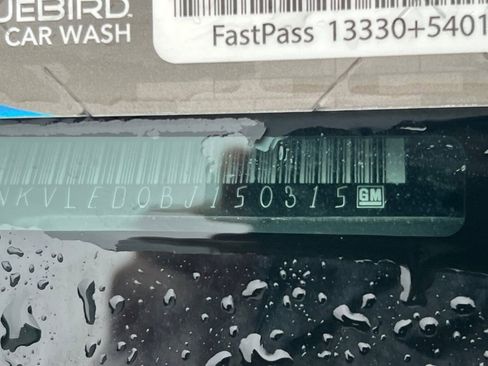 UEBIRD
CAR WASH
FastPass 13330+5401
NKVLED0BJ150315 GM